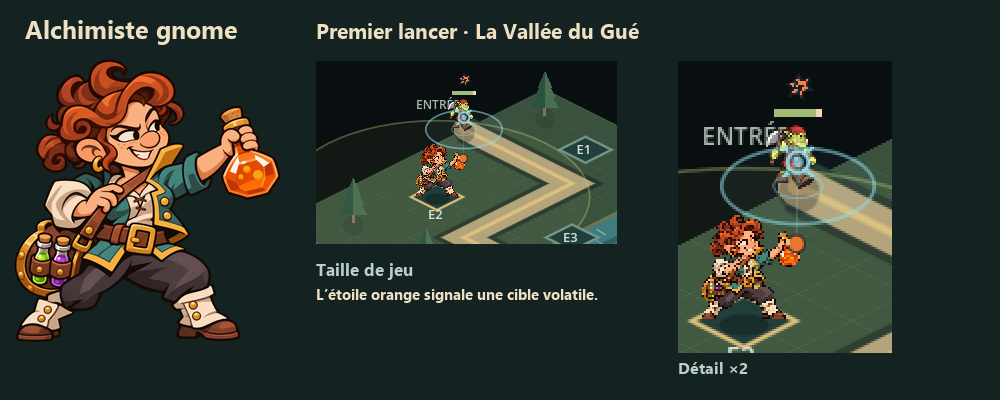 Alchimiste gnome
Premier lancer · La Vallée du Gué
ENTRÉ
E1
E2
E3
Taille de jeu
L’étoile orange signale une cible volatile.
ENTRÉ
Détail ×2